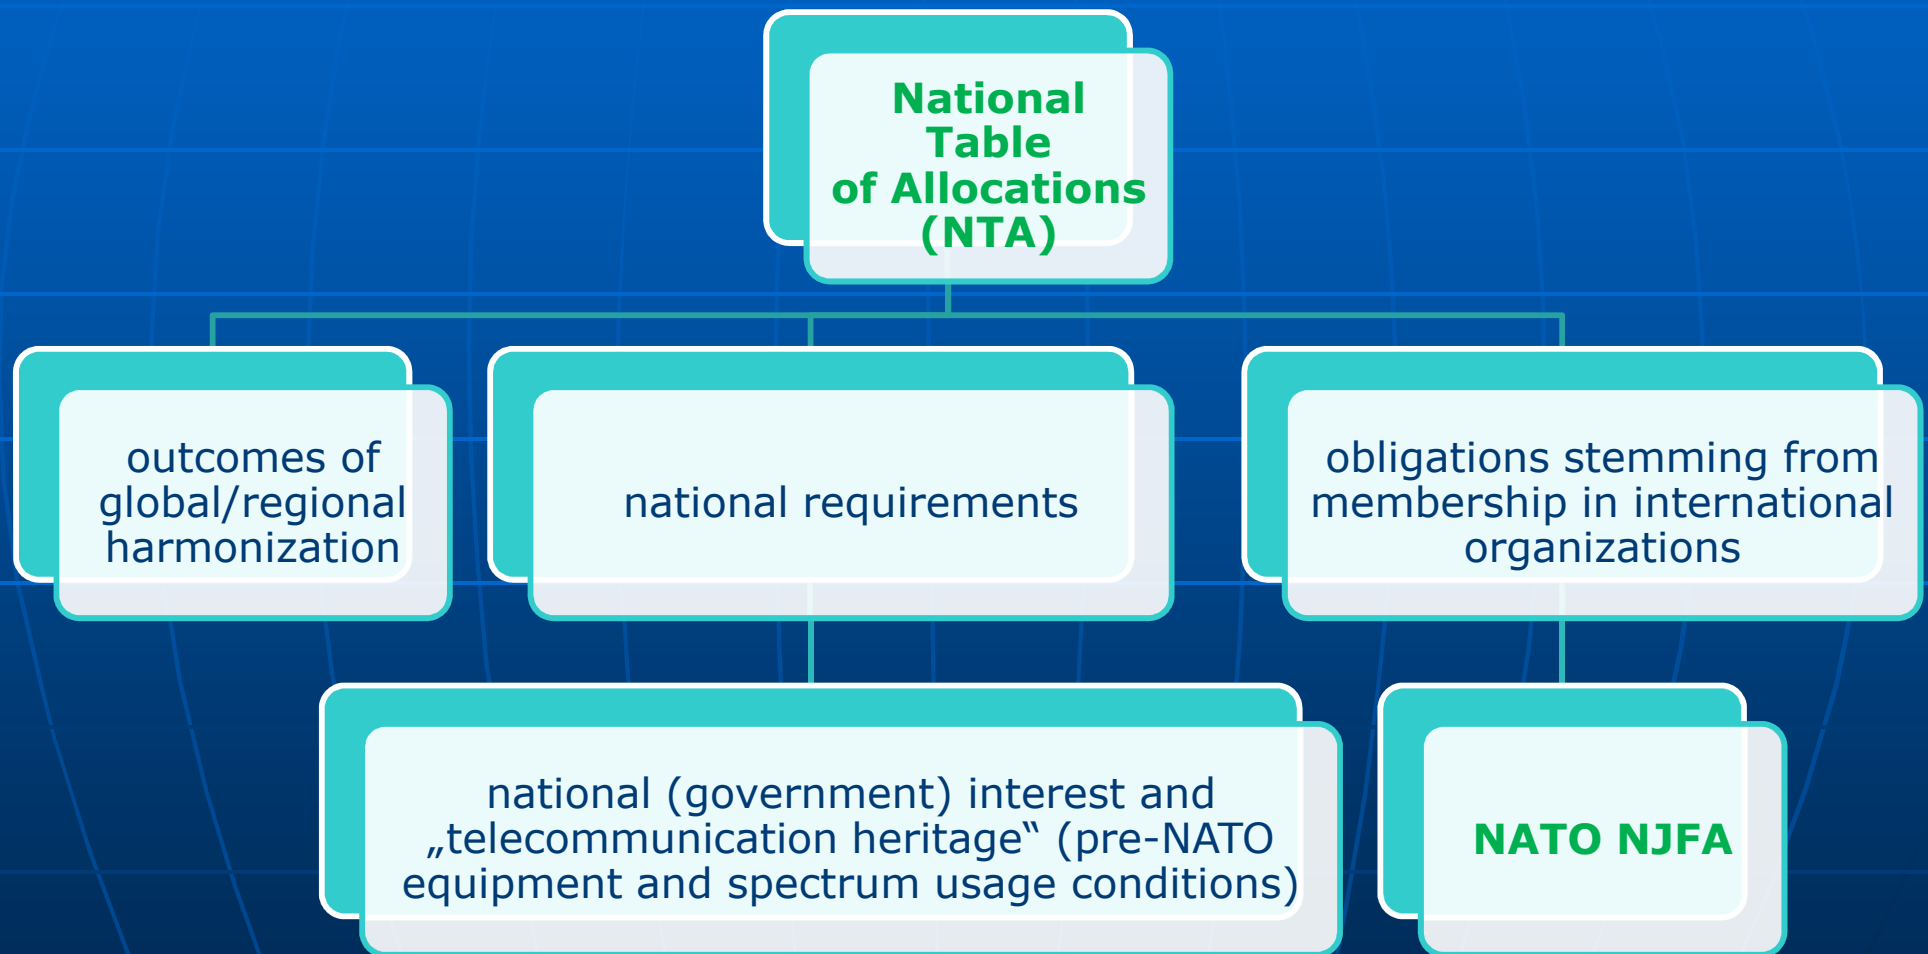 National
Table
of Allocations
(NTA)
outcomes of
global/regional
harmonization
national requirements
obligations stemming from
membership in international
organizations
national (government) interest and
„telecommunication heritage‟ (pre-NATO
equipment and spectrum usage conditions)
NATO NJFA